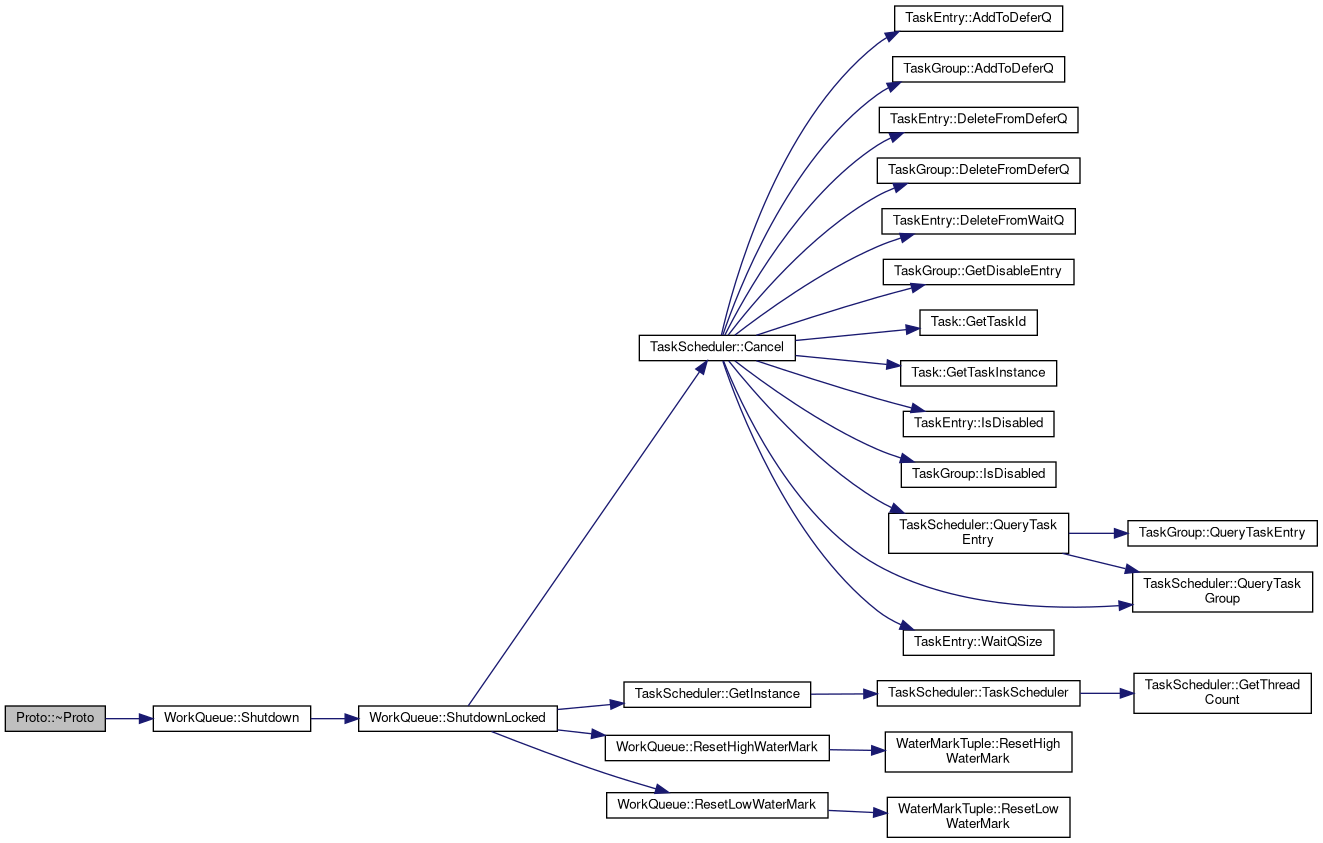 TaskEntry::AddToDeferQ
TaskGroup::AddToDeferQ
TaskEntry::DeleteFromDeferQ
TaskGroup::DeleteFromDeferQ
TaskEntry::DeleteFromWaitQ
TaskGroup::GetDisableEntry
Task::GetTaskId
TaskScheduler::Cancel
Task::GetTaskInstance
TaskEntry::IsDisabled
TaskGroup::IsDisabled
TaskScheduler::QueryTask
Entry
TaskGroup::QueryTaskEntry
TaskScheduler::QueryTask
Group
TaskEntry::WaitQSize
Proto::~Proto
WorkQueue::Shutdown
WorkQueue::ShutdownLocked
TaskScheduler::GetInstance
TaskScheduler::TaskScheduler
TaskScheduler::GetThread
Count
WorkQueue::ResetHighWaterMark
WaterMarkTuple::ResetHigh
WaterMark
WorkQueue::ResetLowWaterMark
WaterMarkTuple::ResetLow
WaterMark